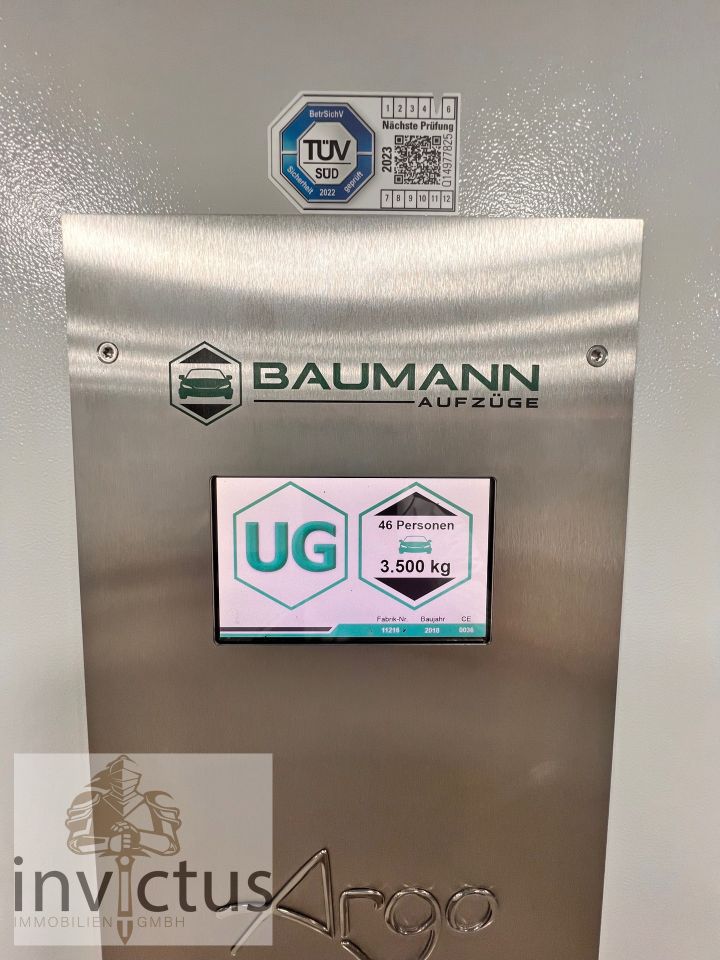 BetrSichV
TÜV
SÜD
Sicherheit 2022 geprüft
1 2 3 4 6
Nächste Prüfung
2023
Q14977825
7 8 9 10 11 12
BAUMANN
AUFZÜGE
UG
46 Personen
3.500 kg
Fabrik-Nr. Baujahr CE
11216 2018 0036
invictus
IMMOBILIEN GMBH
Argo